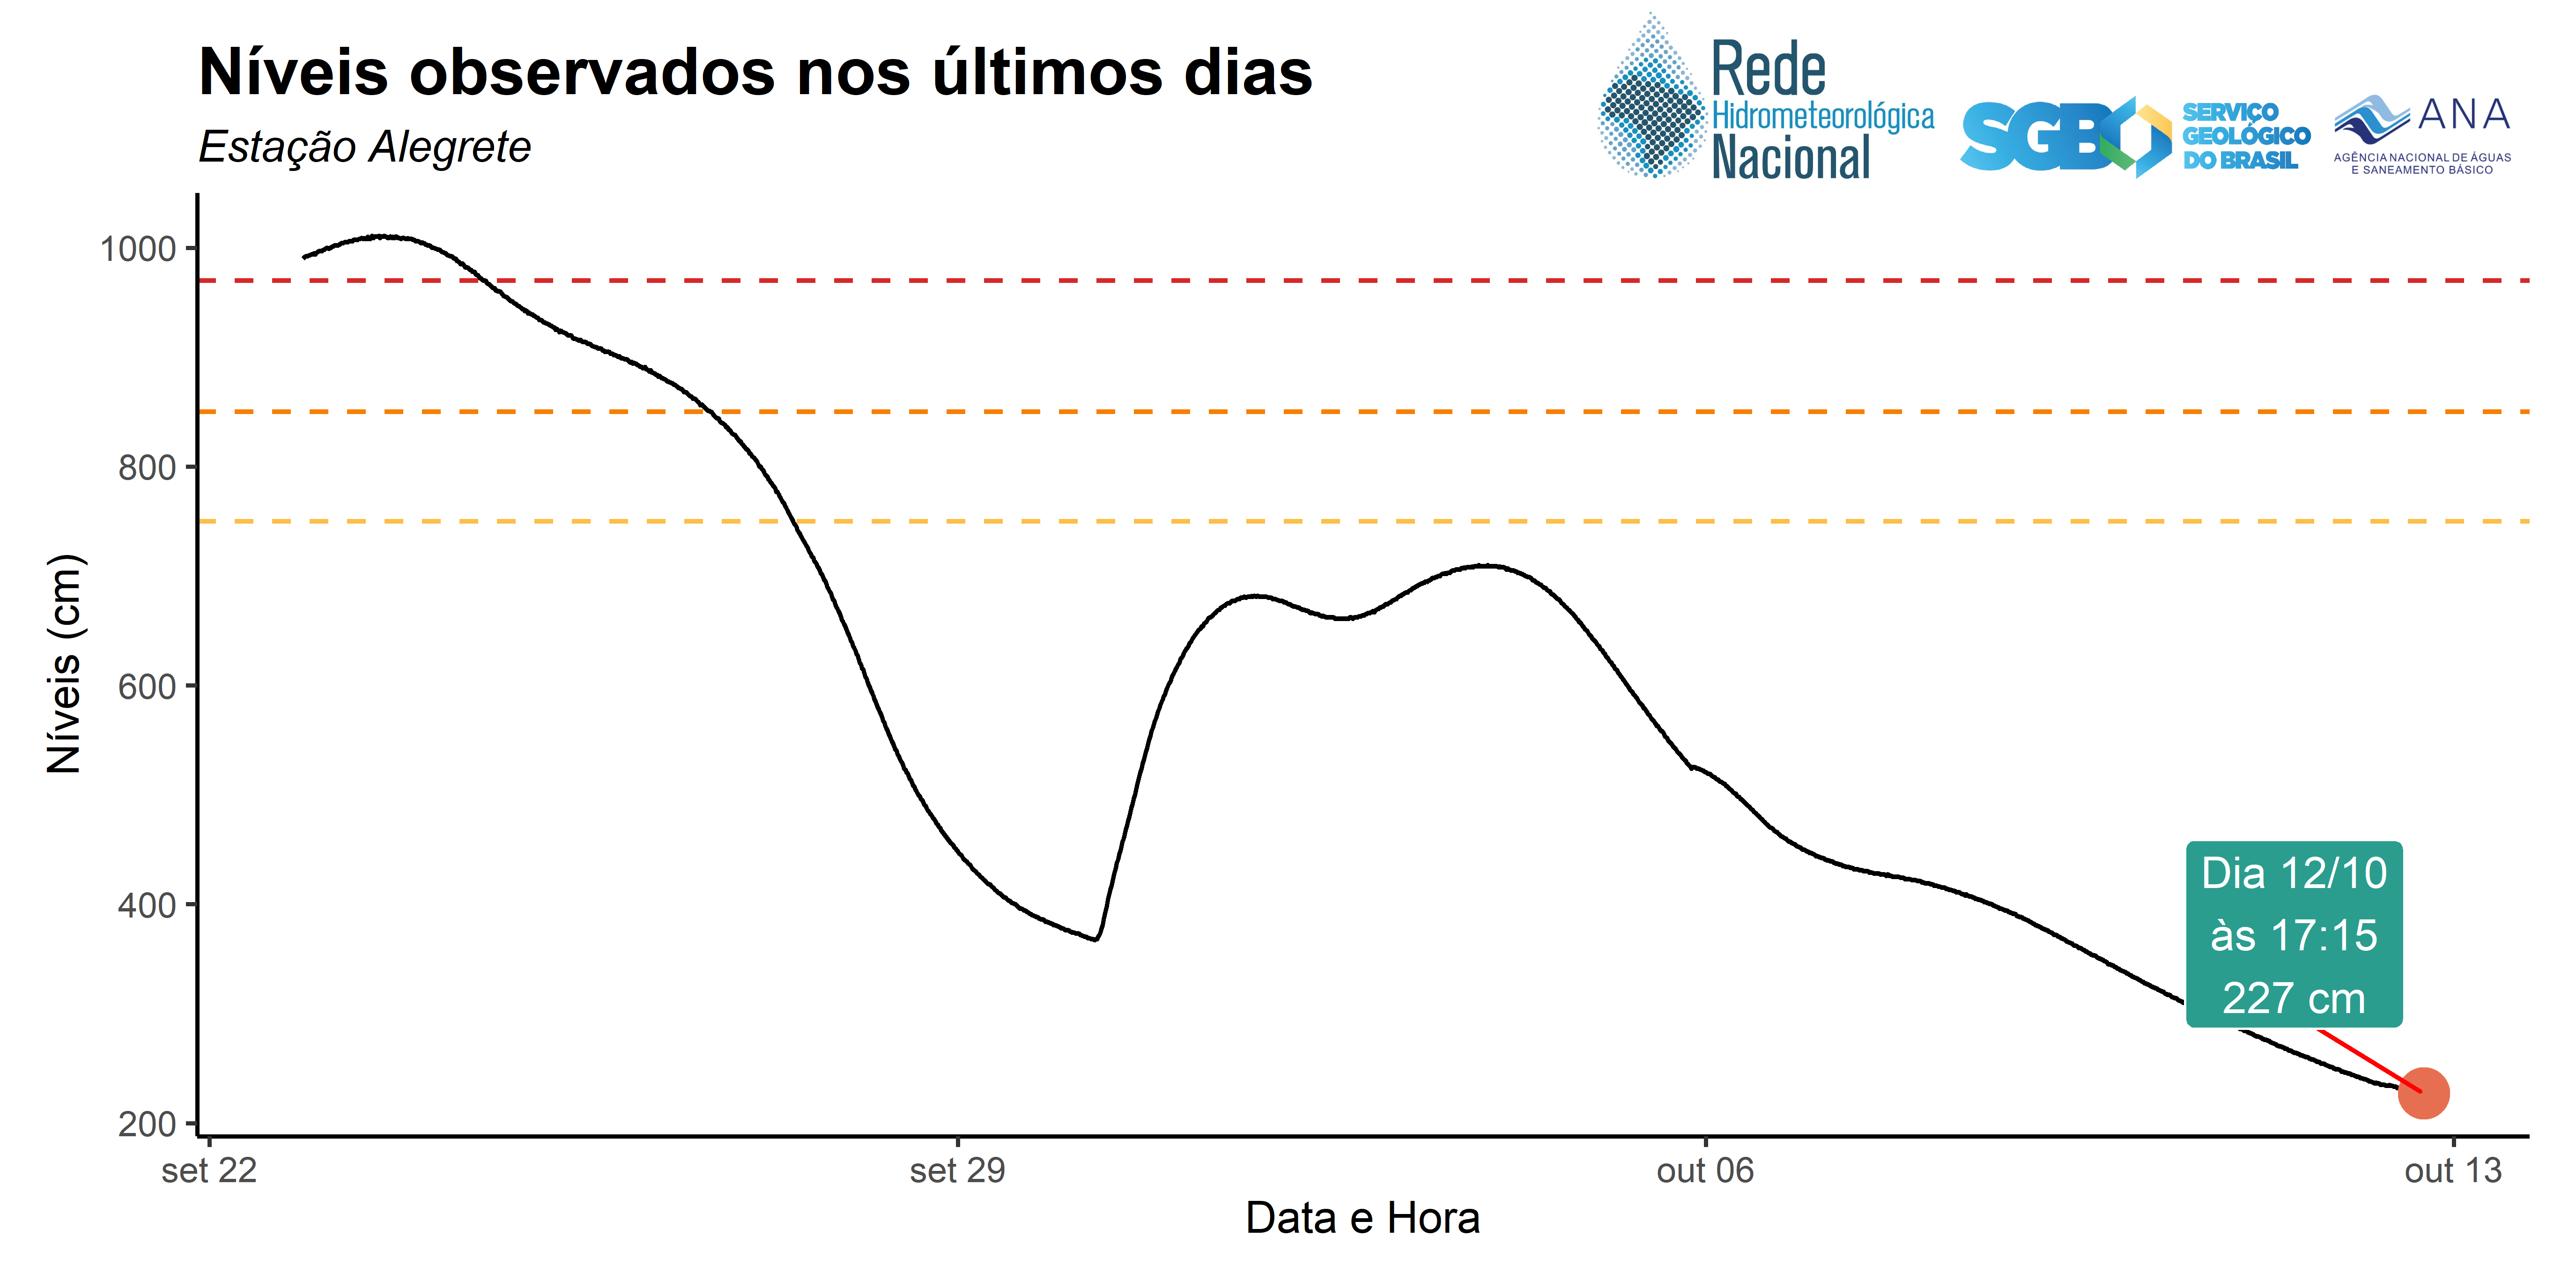 Níveis observados nos últimos dias
Estação Alegrete
Rede
Hidrometeorológica
Nacional
SGB
SERVIÇO
GEOLÓGICO
DO BRASIL
ANA
AGÊNCIA NACIONAL DE ÁGUAS
E SANEAMENTO BÁSICO
Níveis (cm)
1000
800
600
400
200
Dia 12/10
às 17:15
227 cm
set 22
set 29
out 06
out 13
Data e Hora